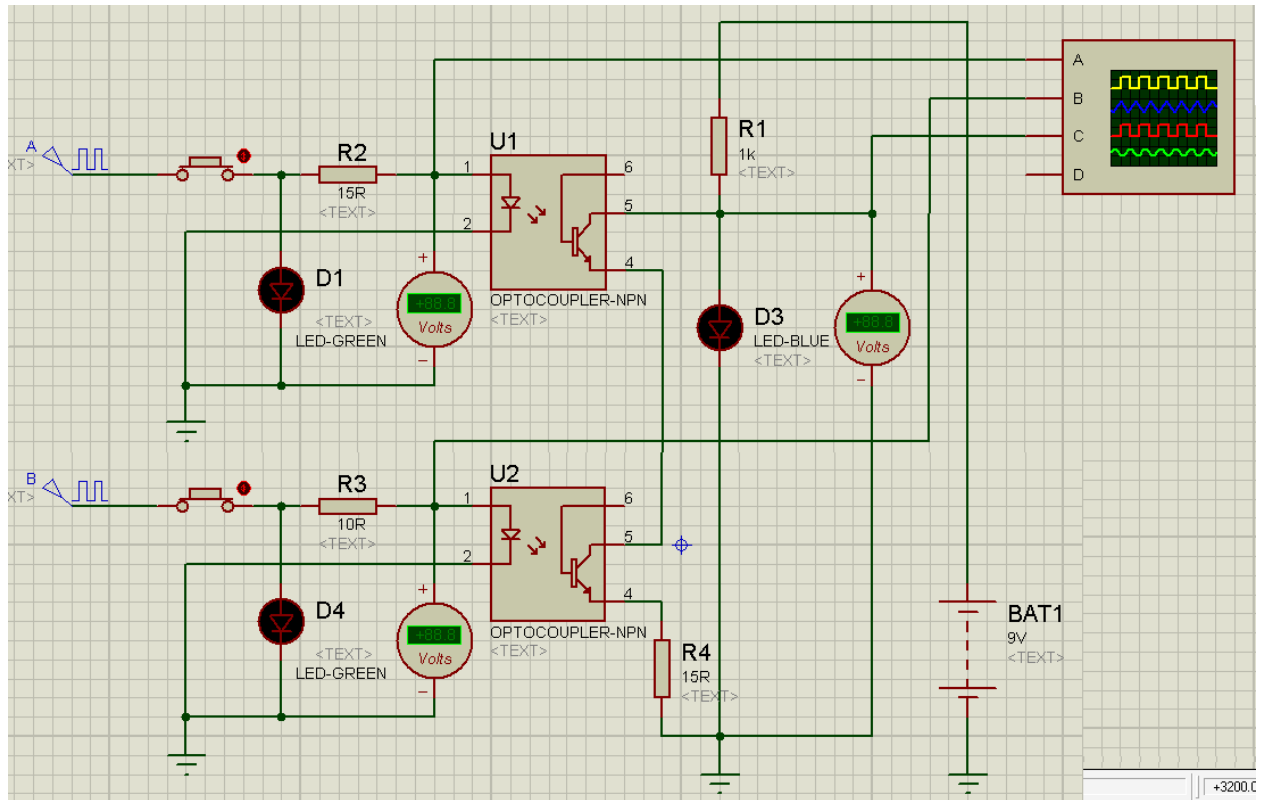 A
XT>
R2
15R
<TEXT>
U1
1
2
6
5
4
OPTOCOUPLER-NPN
<TEXT>
D1
<TEXT>
LED-GREEN
+
+88.8
Volts
−
R1
1k
<TEXT>
D3
LED-BLUE
<TEXT>
+
+88.8
Volts
−
A
B
C
D
B
XT>
R3
10R
<TEXT>
U2
1
2
6
5
4
OPTOCOUPLER-NPN
<TEXT>
D4
<TEXT>
LED-GREEN
+
+88.8
Volts
−
R4
15R
<TEXT>
BAT1
9V
<TEXT>
+3200.0